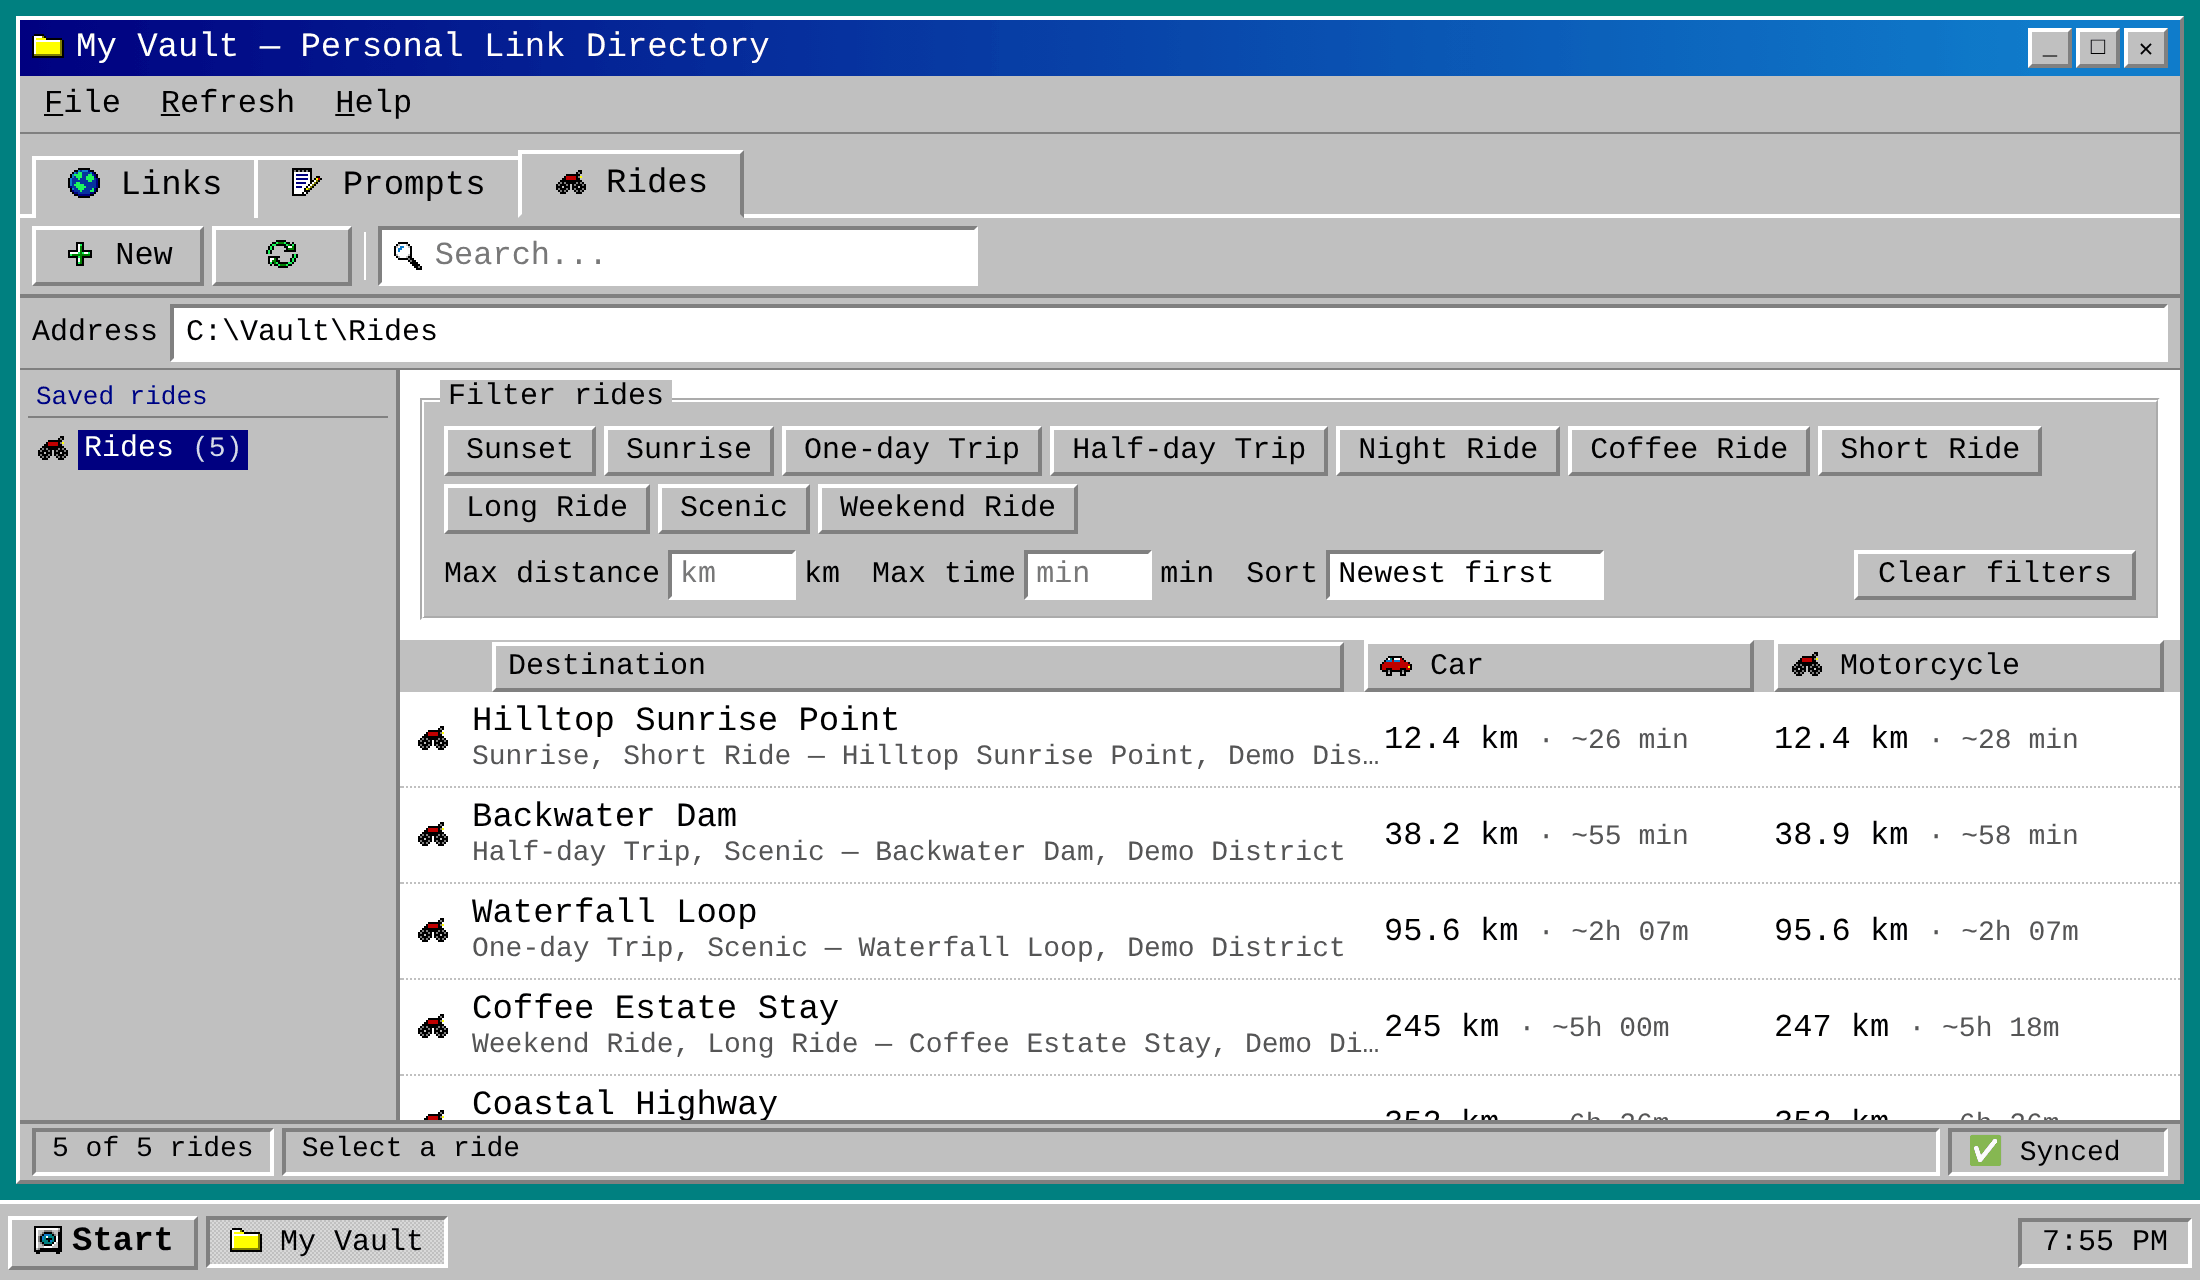 My Vault — Personal Link Directory
File Refresh Help
Links Prompts Rides
New Search...
Address C:\Vault\Rides
Saved rides
Rides (5)
Filter rides
Sunset Sunrise One-day Trip Half-day Trip Night Ride Coffee Ride Short Ride
Long Ride Scenic Weekend Ride
Max distance km km Max time min min Sort Newest first Clear filters
Destination Car Motorcycle
Hilltop Sunrise Point
Sunrise, Short Ride — Hilltop Sunrise Point, Demo Dis… 12.4 km · ~26 min 12.4 km · ~28 min
Backwater Dam
Half-day Trip, Scenic — Backwater Dam, Demo District 38.2 km · ~55 min 38.9 km · ~58 min
Waterfall Loop
One-day Trip, Scenic — Waterfall Loop, Demo District 95.6 km · ~2h 07m 95.6 km · ~2h 07m
Coffee Estate Stay
Weekend Ride, Long Ride — Coffee Estate Stay, Demo Di… 245 km · ~5h 00m 247 km · ~5h 18m
Coastal Highway
5 of 5 rides Select a ride Synced
Start My Vault 7:55 PM